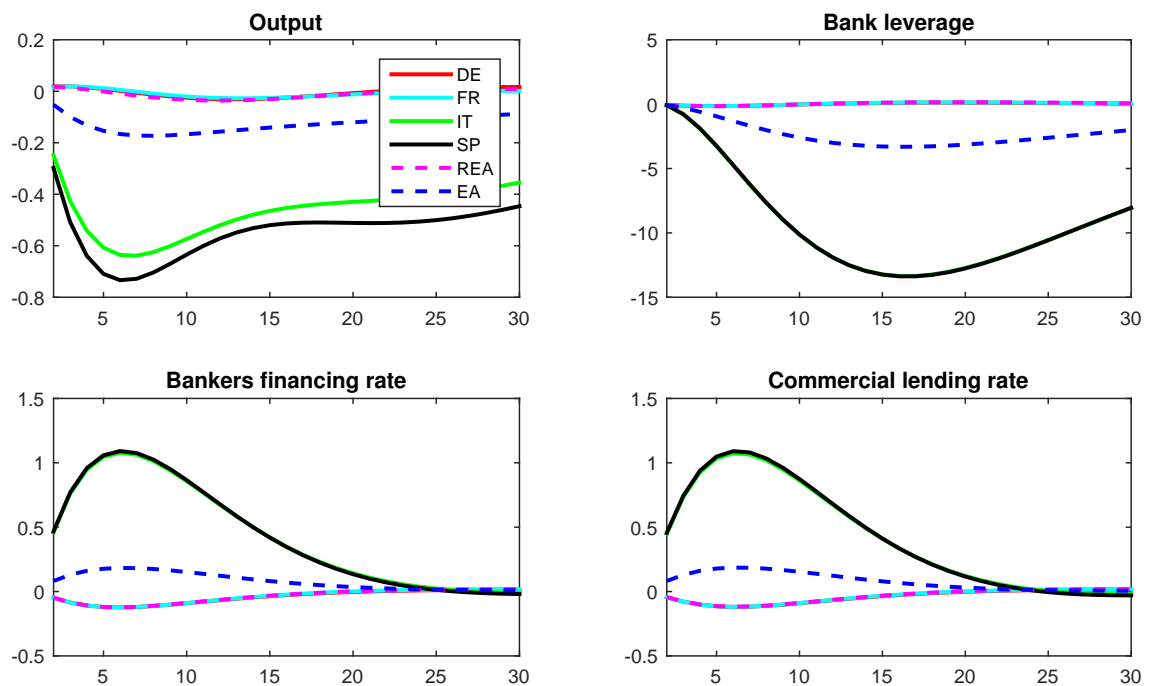 Output
0.2
0
-0.2
-0.4
-0.6
-0.8
5 10 15 20 25 30
DE
FR
IT
SP
REA
EA
Bank leverage
5
0
-5
-10
-15
5 10 15 20 25 30
Bankers financing rate
1.5
1
0.5
0
-0.5
5 10 15 20 25 30
Commercial lending rate
1.5
1
0.5
0
-0.5
5 10 15 20 25 30